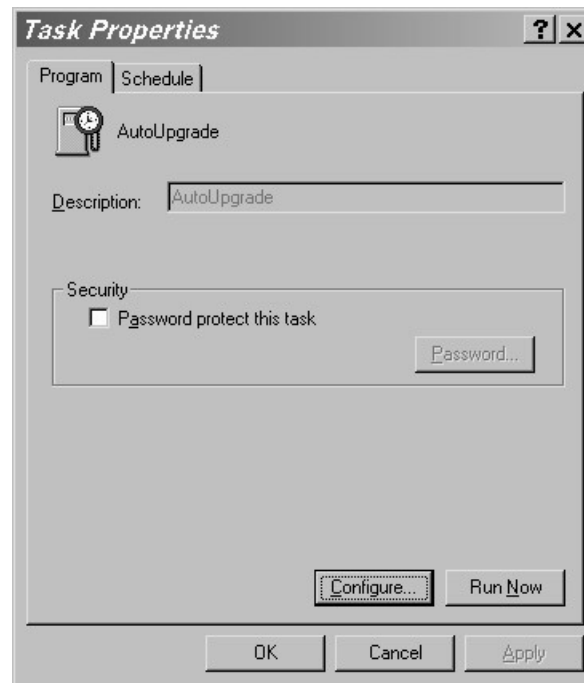 Task Properties
Program Schedule
AutoUpgrade
Description: AutoUpgrade
Security
Password protect this task
Password...
Configure... Run Now
OK Cancel Apply